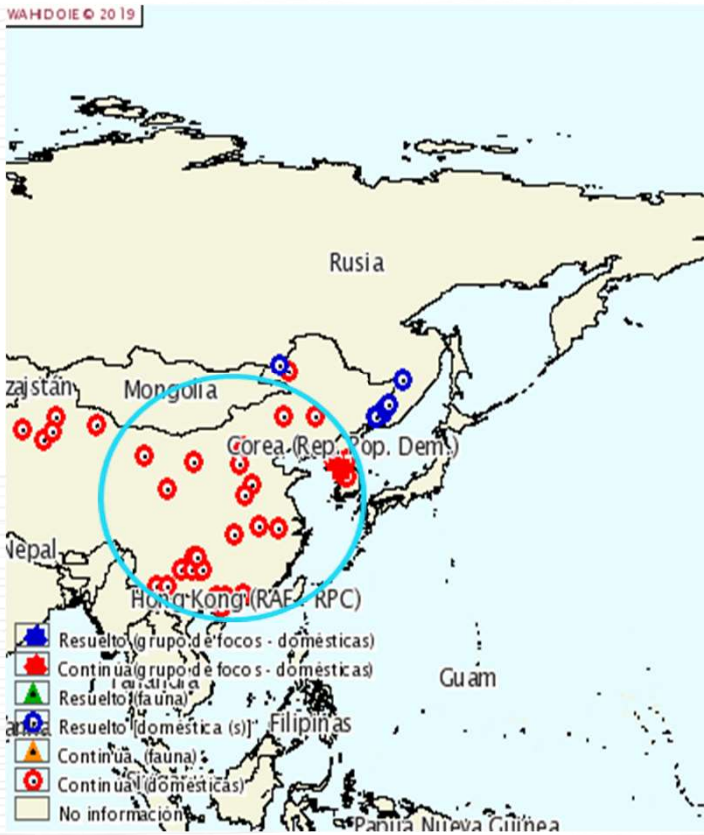 WAHID OIE © 2019
Rusia
zajstán
Mongolia
Corea (Rep. Pop. Dem.)
Nepal
Hong Kong (RAE - RPC)
Guam
Filipinas
Papua Nueva Guinea
Resuelto (grupo de focos - domésticas)
Continúa(grupo de focos - domésticas)
Resuelto (fauna)
Resuelto [doméstica (s)]
Continúa (fauna)
Continúa (domésticas)
No información